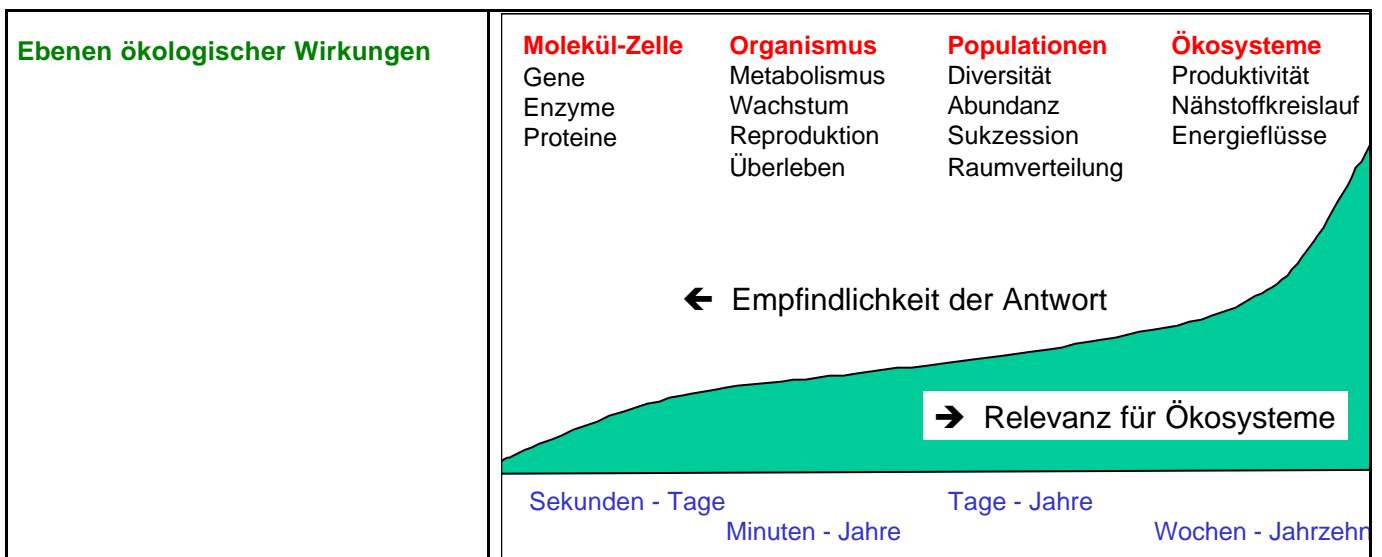 Ebenen ökologischer Wirkungen
Molekül-Zelle
Gene
Enzyme
Proteine
Organismus
Metabolismus
Wachstum
Reproduktion
Überleben
Populationen
Diversität
Abundanz
Sukzession
Raumverteilung
Ökosysteme
Produktivität
Nähstoffkreislauf
Energieflüsse
🡸 Empfindlichkeit der Antwort
➔ Relevanz für Ökosysteme
Sekunden - Tage
Minuten - Jahre
Tage - Jahre
Wochen - Jahrzehn